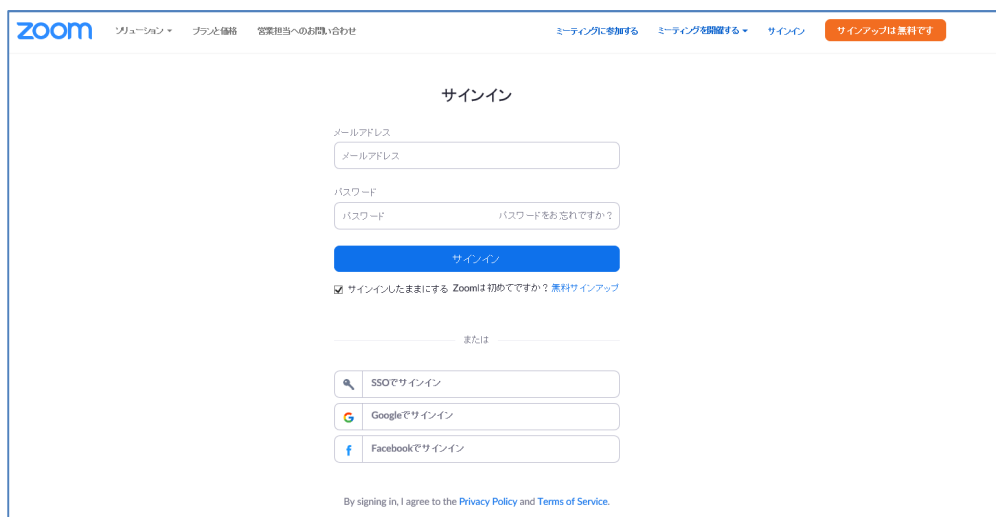 zoom ソリューション プランと価格 営業担当へのお問い合わせ ミーティングに参加する ミーティングを開催する サインイン サインアップは無料です
サインイン
メールアドレス
メールアドレス
パスワード
パスワード パスワードをお忘れですか？
サインイン
サインインしたままにする Zoomは初めてですか？無料サインアップ
または
SSOでサインイン
Googleでサインイン
Facebookでサインイン
By signing in, I agree to the Privacy Policy and Terms of Service.